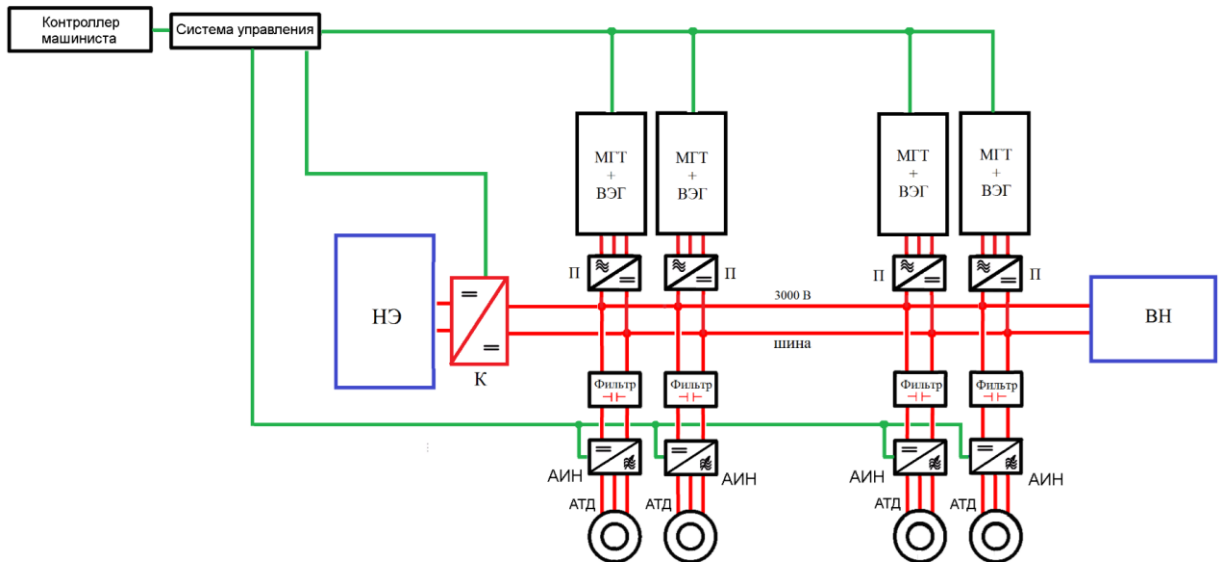 Контроллер
машиниста
Система управления
МГТ
+
ВЭГ
МГТ
+
ВЭГ
МГТ
+
ВЭГ
МГТ
+
ВЭГ
П
П
П
П
3000 В
НЭ
ВН
шина
К
Фильтр
Фильтр
Фильтр
Фильтр
АИН
АИН
АИН
АИН
АТД
АТД
АТД
АТД